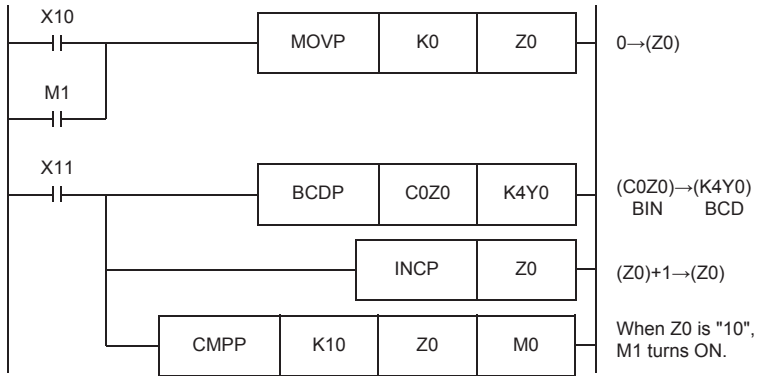 X10
MOVP K0 Z0 0→(Z0)
M1
X11
BCDP C0Z0 K4Y0 (C0Z0)→(K4Y0)
BIN BCD
INCP Z0 (Z0)+1→(Z0)
CMPP K10 Z0 M0 When Z0 is "10",
M1 turns ON.